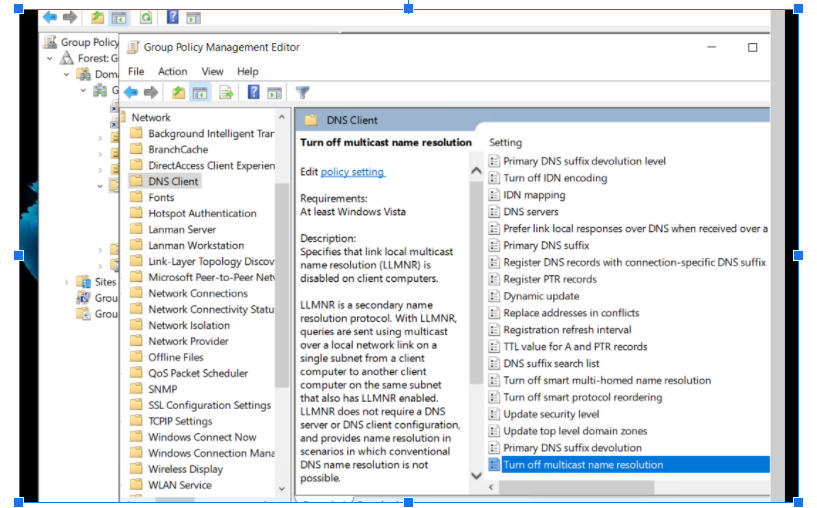 Group Policy
Forest: G
Dom
G
Sites
Grou
Grou
Group Policy Management Editor
File Action View Help
Network
Background Intelligent Tran
BranchCache
DirectAccess Client Experien
DNS Client
Fonts
Hotspot Authentication
Lanman Server
Lanman Workstation
Link-Layer Topology Discov
Microsoft Peer-to-Peer Netv
Network Connections
Network Connectivity Statu
Network Isolation
Network Provider
Offline Files
QoS Packet Scheduler
SNMP
SSL Configuration Settings
TCPIP Settings
Windows Connect Now
Windows Connection Mana
Wireless Display
WLAN Service
DNS Client
Turn off multicast name resolution
Edit policy setting
Requirements:
At least Windows Vista
Description:
Specifies that link local multicast
name resolution (LLMNR) is
disabled on client computers.
LLMNR is a secondary name
resolution protocol. With LLMNR,
queries are sent using multicast
over a local network link on a
single subnet from a client
computer to another client
computer on the same subnet
that also has LLMNR enabled.
LLMNR does not require a DNS
server or DNS client configuration,
and provides name resolution in
scenarios in which conventional
DNS name resolution is not
possible.
Setting
Primary DNS suffix devolution level
Turn off IDN encoding
IDN mapping
DNS servers
Prefer link local responses over DNS when received over a
Primary DNS suffix
Register DNS records with connection-specific DNS suffix
Register PTR records
Dynamic update
Replace addresses in conflicts
Registration refresh interval
TTL value for A and PTR records
DNS suffix search list
Turn off smart multi-homed name resolution
Turn off smart protocol reordering
Update security level
Update top level domain zones
Primary DNS suffix devolution
Turn off multicast name resolution